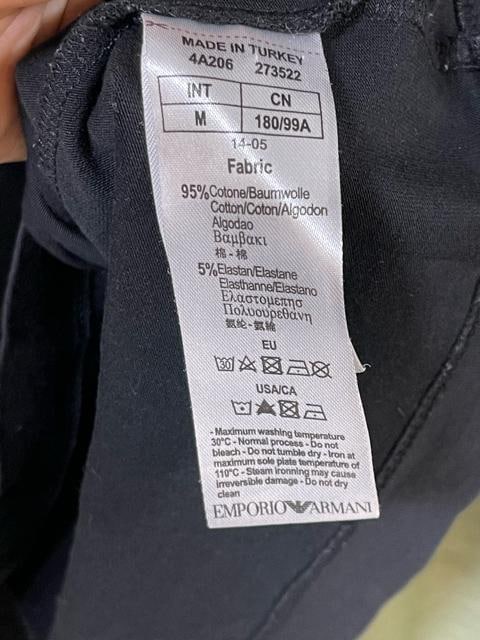 MADE IN TURKEY
4A206 273522
INT CN
M 180/99A
14-05
Fabric
95%Cotone/Baumwolle
Cotton/Coton/Algodon
Algodao
Βαμβακι
棉 - 棉
5%Elastan/Elastane
Elasthanne/Elastano
Ελαστομεπησ
Πολυουρεθανη
氨纶 - 氨綸
EU
30
USA/CA
- Maximum washing temperature
30°C - Normal process - Do not
bleach - Do not tumble dry - Iron at
maximum sole plate temperature of
110°C - Steam ironning may cause
irreversible damage - Do not dry
clean
EMPORIO ARMANI